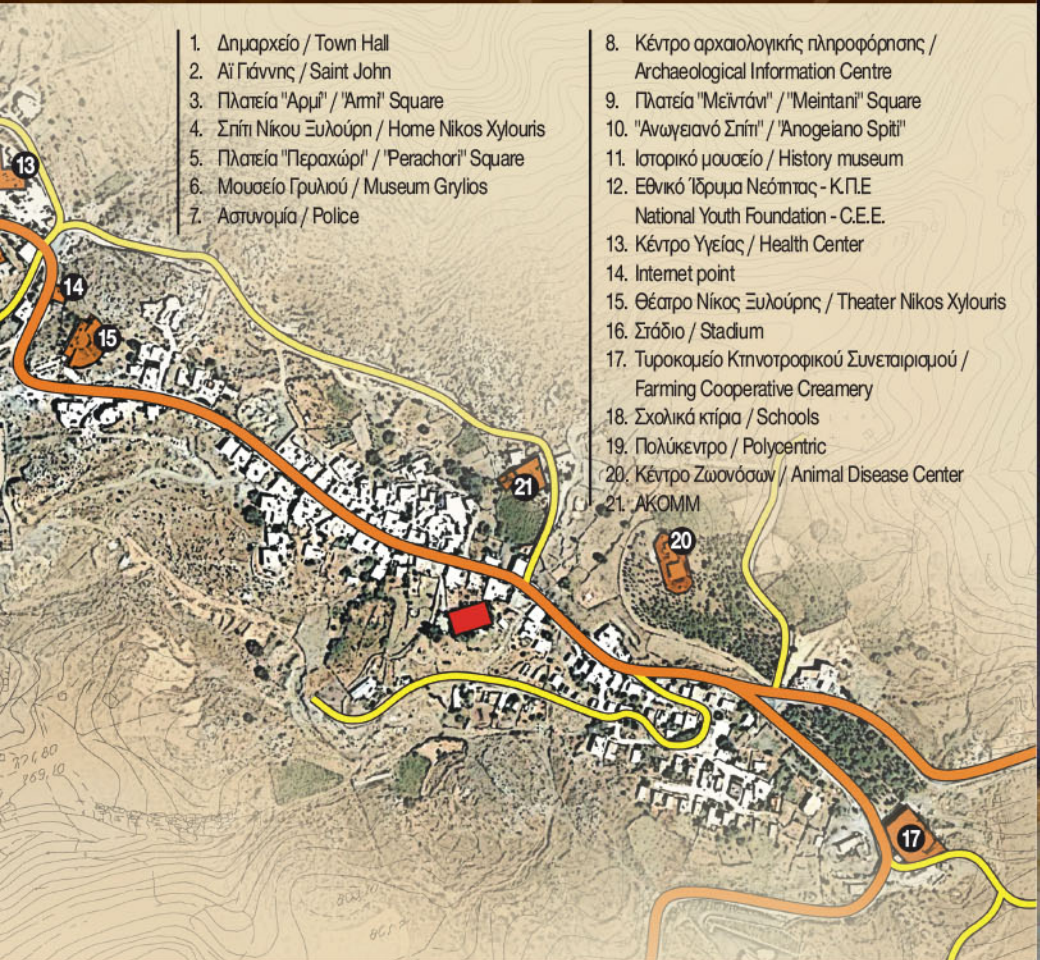 1. Δημαρχείο / Town Hall
2. Αϊ Γιάννης / Saint John
3. Πλατεία "Αρμί" / "Armi" Square
4. Σπίτι Νίκου Ξυλούρη / Home Nikos Xylouris
5. Πλατεία "Περαχώρι" / "Perachori" Square
6. Μουσείο Γρυλιού / Museum Grylios
7. Αστυνομία / Police
8. Κέντρο αρχαιολογικής πληροφόρησης /
Archaeological Information Centre
9. Πλατεία "Μεϊντάνι" / "Meintani" Square
10. "Ανωγειανό Σπίτι" / "Anogeiano Spiti"
11. Ιστορικό μουσείο / History museum
12. Εθνικό Ίδρυμα Νεότητας - Κ.Π.Ε
National Youth Foundation - C.E.E.
13. Κέντρο Υγείας / Health Center
14. Internet point
15. Θέατρο Νίκος Ξυλούρης / Theater Nikos Xylouris
16. Στάδιο / Stadium
17. Τυροκομείο Κτηνοτροφικού Συνεταιρισμού /
Farming Cooperative Creamery
18. Σχολικά κτίρια / Schools
19. Πολύκεντρο / Polycentric
20. Κέντρο Ζωονόσων / Animal Disease Center
21. ΑΚΟΜΜ
13
14
15
21
20
17
769,10